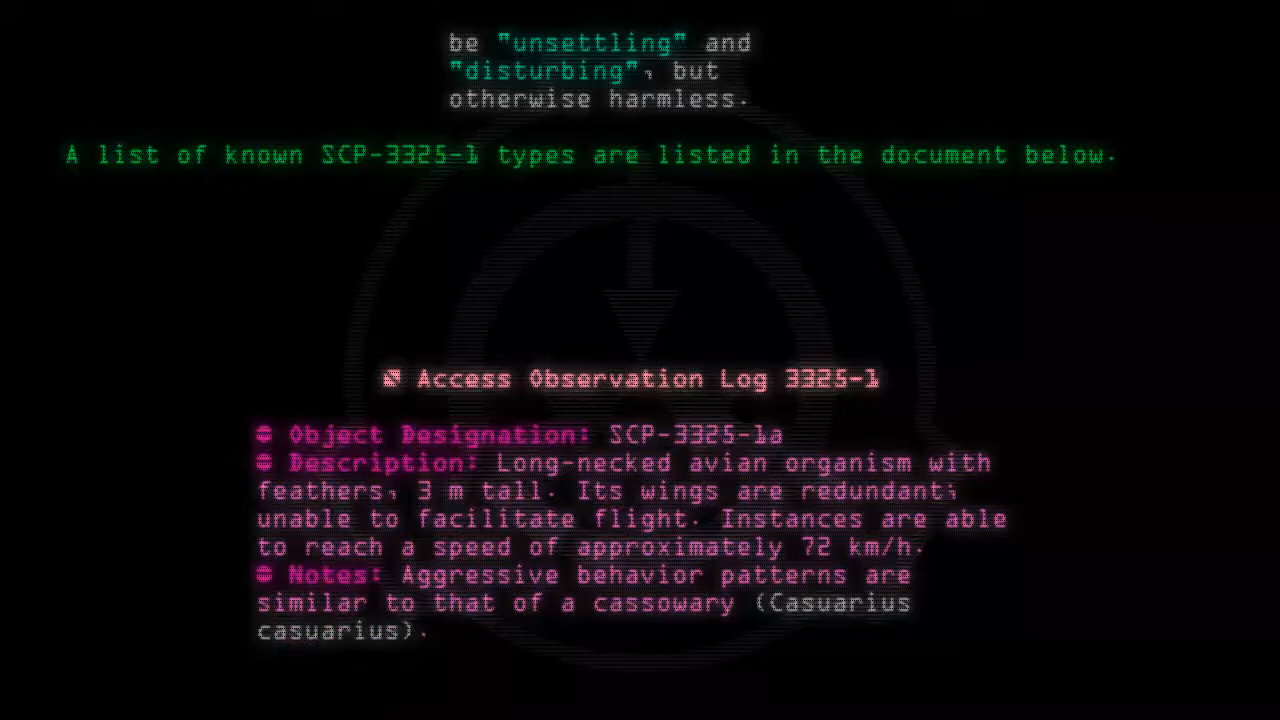 be "unsettling" and
"disturbing", but
otherwise harmless.
A list of known SCP-3325-1 types are listed in the document below.
Access Observation Log 3325-1
Object Designation: SCP-3325-1a
Description: Long-necked avian organism with
feathers, 3 m tall. Its wings are redundant;
unable to facilitate flight. Instances are able
to reach a speed of approximately 72 km/h.
Notes: Aggressive behavior patterns are
similar to that of a cassowary (Casuarius
casuarius).